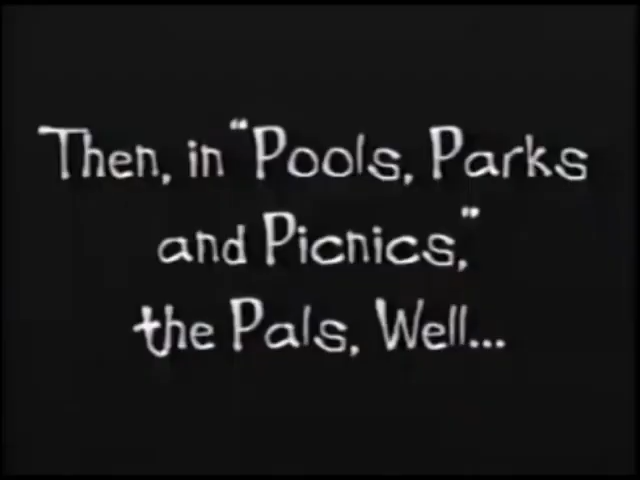 Then, in "Pools, Parks
and Picnics,"
the Pals, Well...